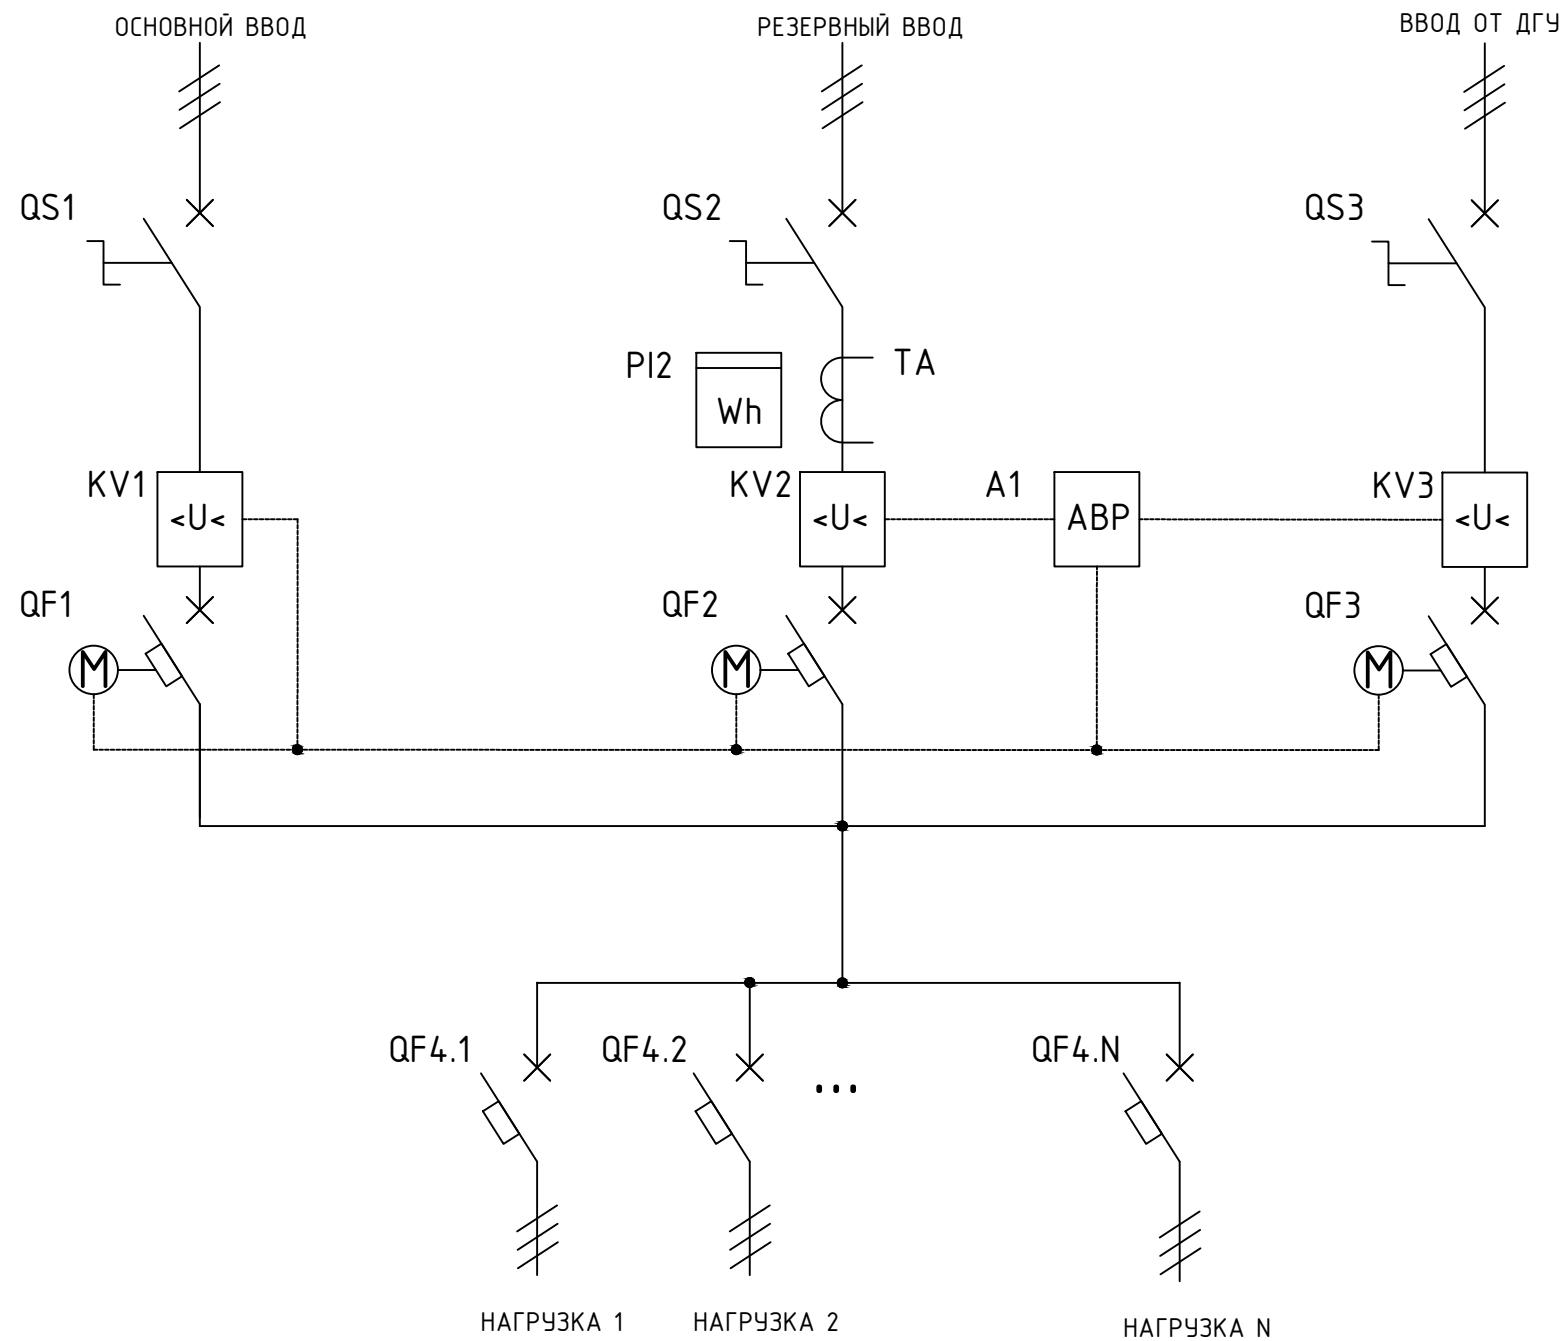 ОСНОВНОЙ ВВОД
РЕЗЕРВНЫЙ ВВОД
ВВОД ОТ ДГУ
QS1
QS2
QS3
PI2
Wh
TA
KV1
<U<
KV2
<U<
A1
АВР
KV3
<U<
QF1
M
QF2
M
QF3
M
QF4.1
QF4.2
...
QF4.N
НАГРУЗКА 1
НАГРУЗКА 2
НАГРУЗКА N